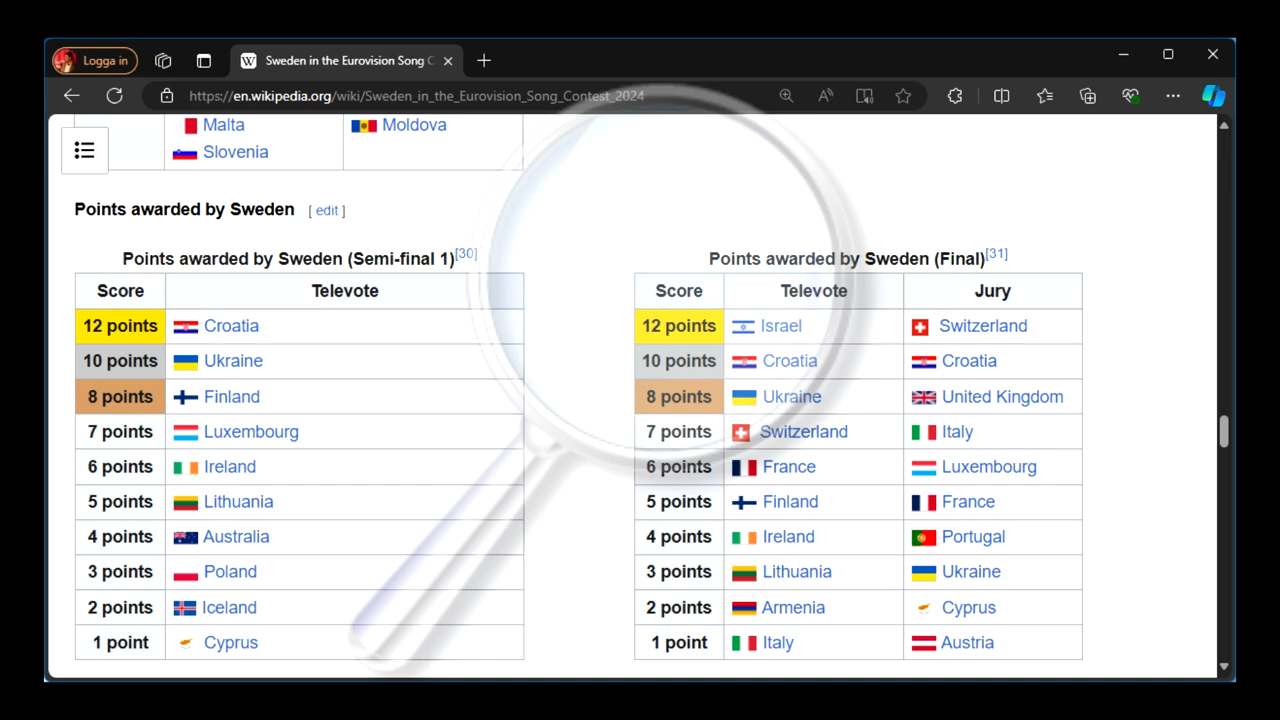 Logga in
W Sweden in the Eurovision Song C
https://en.wikipedia.org/wiki/Sweden_in_the_Eurovision_Song_Contest_2024
Malta Moldova
Slovenia
Points awarded by Sweden [ edit ]
Points awarded by Sweden (Semi-final 1)[30]
Score Televote
12 points Croatia
10 points Ukraine
8 points Finland
7 points Luxembourg
6 points Ireland
5 points Lithuania
4 points Australia
3 points Poland
2 points Iceland
1 point Cyprus
Points awarded by Sweden (Final)[31]
Score Televote Jury
12 points Israel Switzerland
10 points Croatia Croatia
8 points Ukraine United Kingdom
7 points Switzerland Italy
6 points France Luxembourg
5 points Finland France
4 points Ireland Portugal
3 points Lithuania Ukraine
2 points Armenia Cyprus
1 point Italy Austria